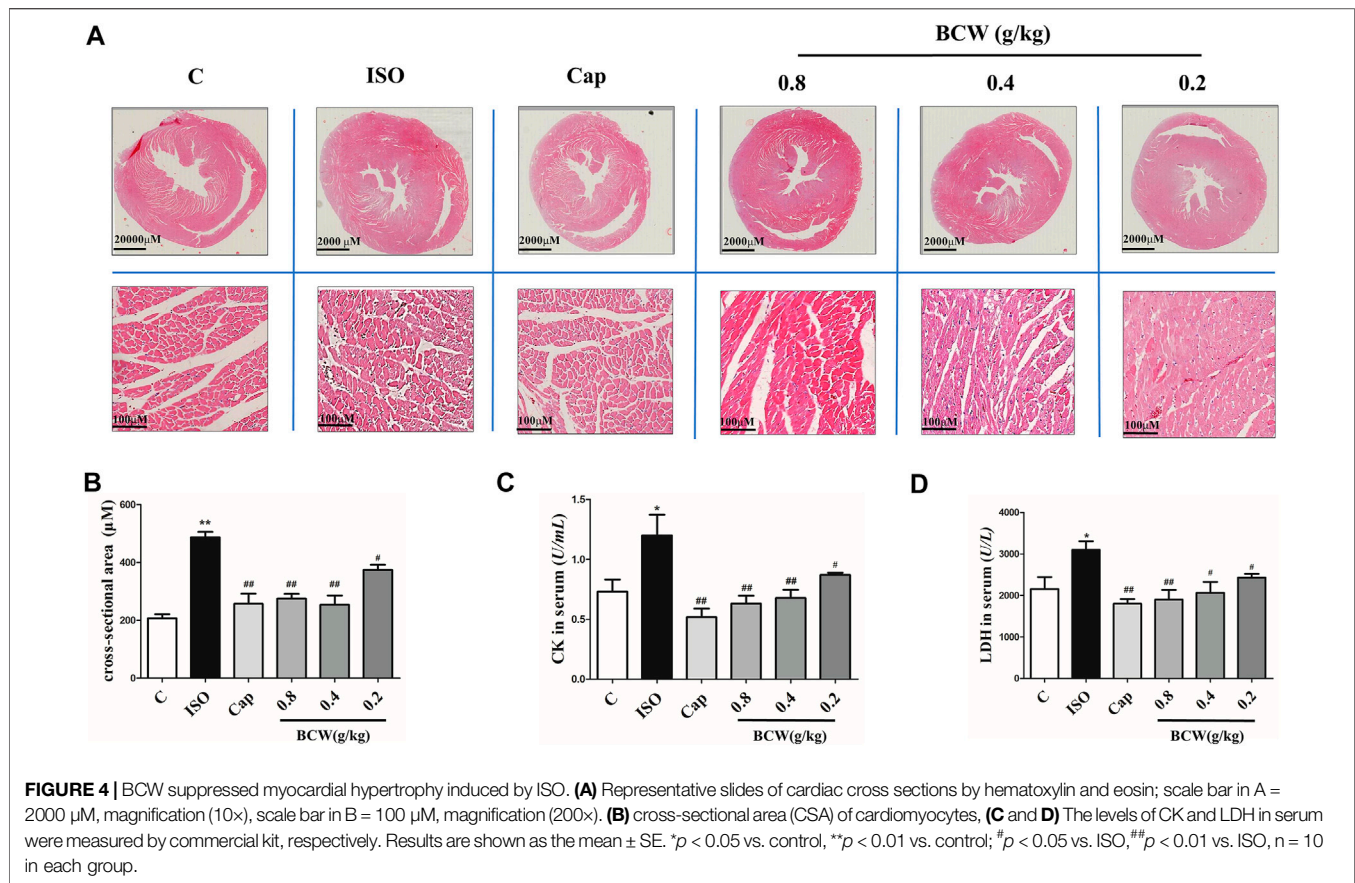 A
BCW (g/kg)
C ISO Cap 0.8 0.4 0.2
20000μM 2000 μM 2000 μM 2000 μM 2000 μM 2000 μM
100μM 100μM 100μM 100μM 100μM 100μM
B
cross-sectional area (μM)
600
400
200
0
** ## ## ## #
C ISO Cap 0.8 0.4 0.2
BCW(g/kg)
C
CK in serum (U/mL)
1.5
1.0
0.5
0.0
* ## ## ## #
C ISO Cap 0.8 0.4 0.2
BCW(g/kg)
D
LDH in serum (U/L)
4000
3000
2000
1000
0
* ## ## # #
C ISO Cap 0.8 0.4 0.2
BCW(g/kg)
FIGURE 4 | BCW suppressed myocardial hypertrophy induced by ISO. (A) Representative slides of cardiac cross sections by hematoxylin and eosin; scale bar in A =
2000 μM, magnification (10×), scale bar in B = 100 μM, magnification (200×). (B) cross-sectional area (CSA) of cardiomyocytes, (C and D) The levels of CK and LDH in serum
were measured by commercial kit, respectively. Results are shown as the mean ± SE. *p < 0.05 vs. control, **p < 0.01 vs. control; #p < 0.05 vs. ISO,##p < 0.01 vs. ISO, n = 10
in each group.